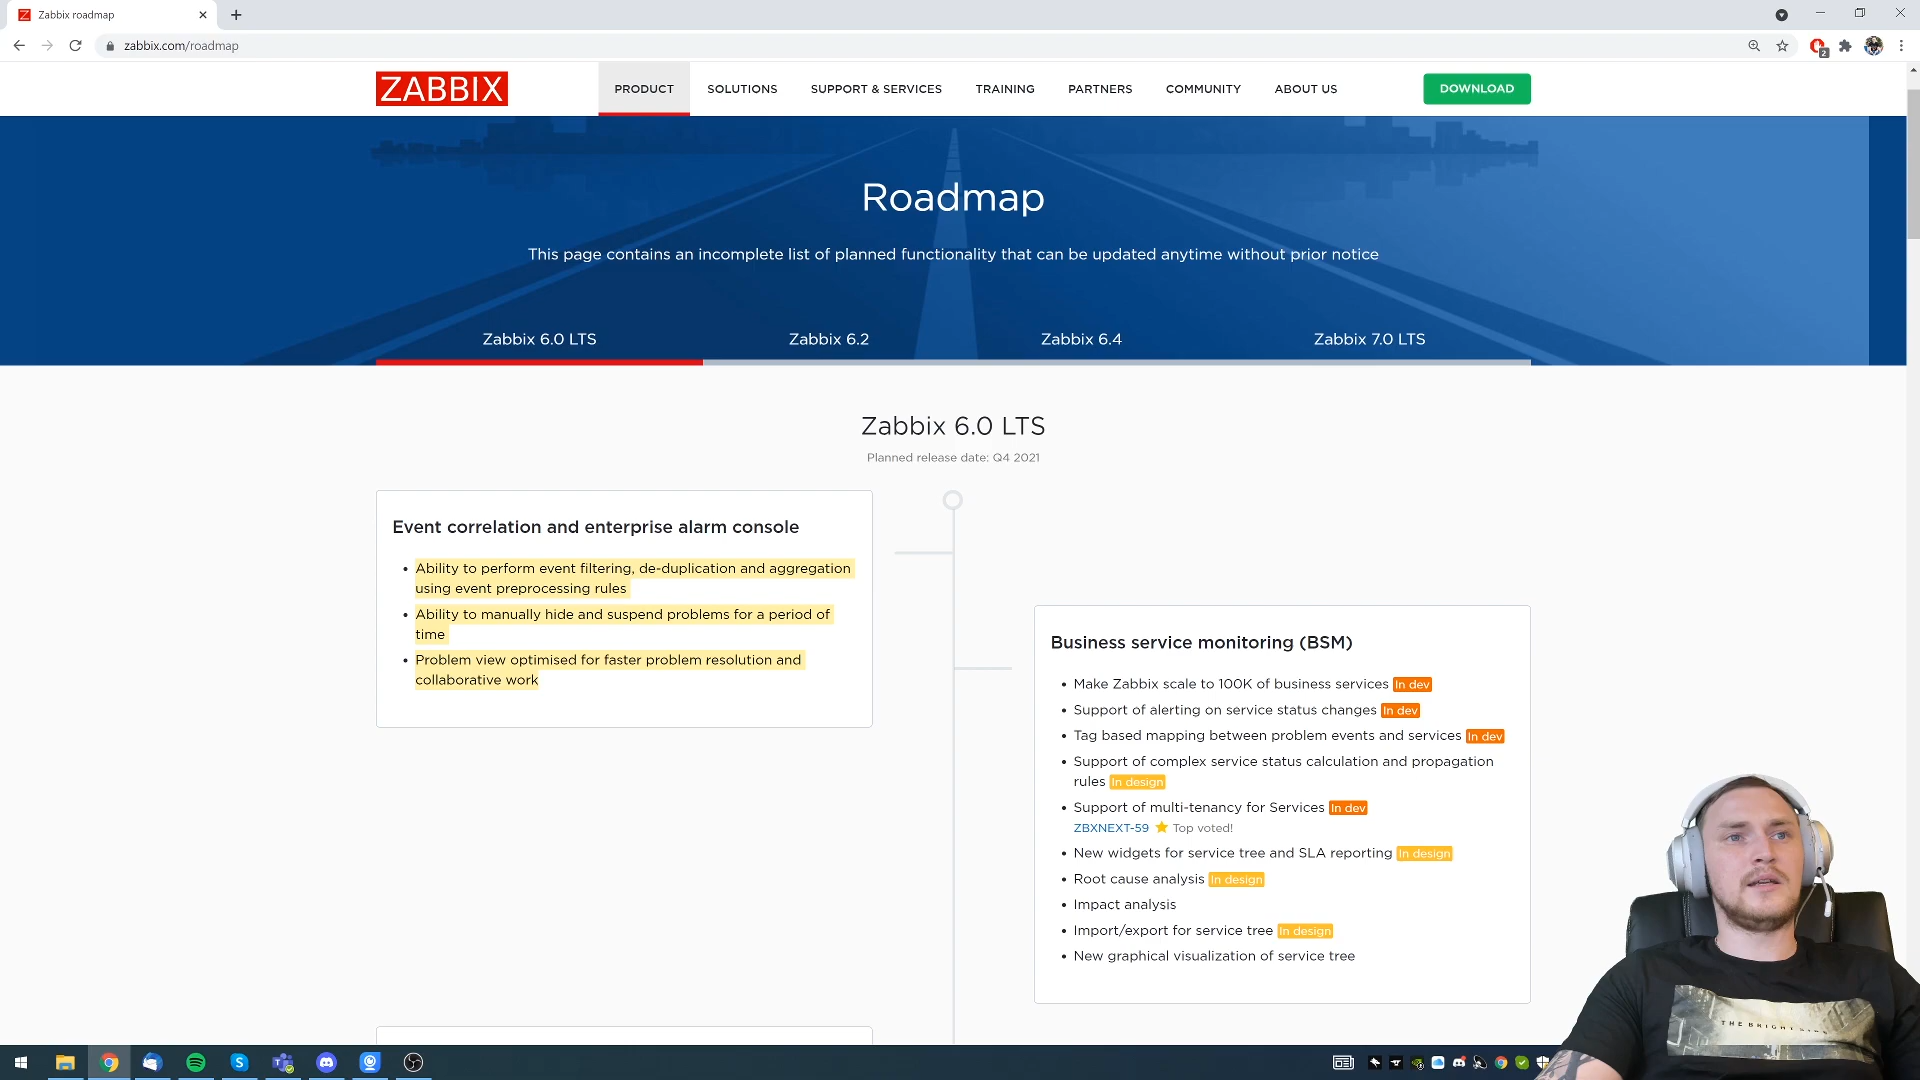 Zabbix roadmap
zabbix.com/roadmap
2
ZABBIX
PRODUCT
SOLUTIONS
SUPPORT & SERVICES
TRAINING
PARTNERS
COMMUNITY
ABOUT US
DOWNLOAD
Roadmap
This page contains an incomplete list of planned functionality that can be updated anytime without prior notice
Zabbix 6.0 LTS
Zabbix 6.2
Zabbix 6.4
Zabbix 7.0 LTS
Zabbix 6.0 LTS
Planned release date: Q4 2021
Event correlation and enterprise alarm console
• Ability to perform event filtering, de-duplication and aggregation
using event preprocessing rules
• Ability to manually hide and suspend problems for a period of
time
• Problem view optimised for faster problem resolution and
collaborative work
Business service monitoring (BSM)
• Make Zabbix scale to 100K of business services In dev
• Support of alerting on service status changes In dev
• Tag based mapping between problem events and services In dev
• Support of complex service status calculation and propagation
rules In design
• Support of multi-tenancy for Services In dev
ZBXNEXT-59 Top voted!
• New widgets for service tree and SLA reporting In design
• Root cause analysis In design
• Impact analysis
• Import/export for service tree In design
• New graphical visualization of service tree